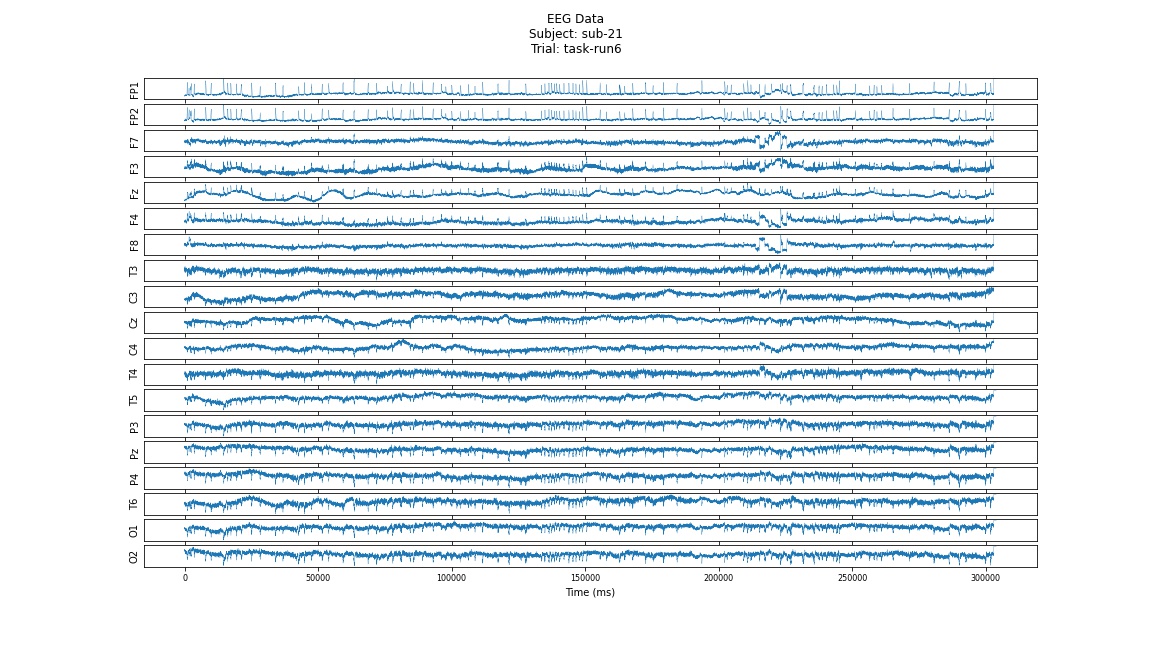 EEG Data
Subject: sub-21
Trial: task-run6
FP1
FP2
F7
F3
Fz
F4
F8
T3
C3
Cz
C4
T4
T5
P3
Pz
P4
T6
O1
O2
0 50000 100000 150000 200000 250000 300000
Time (ms)